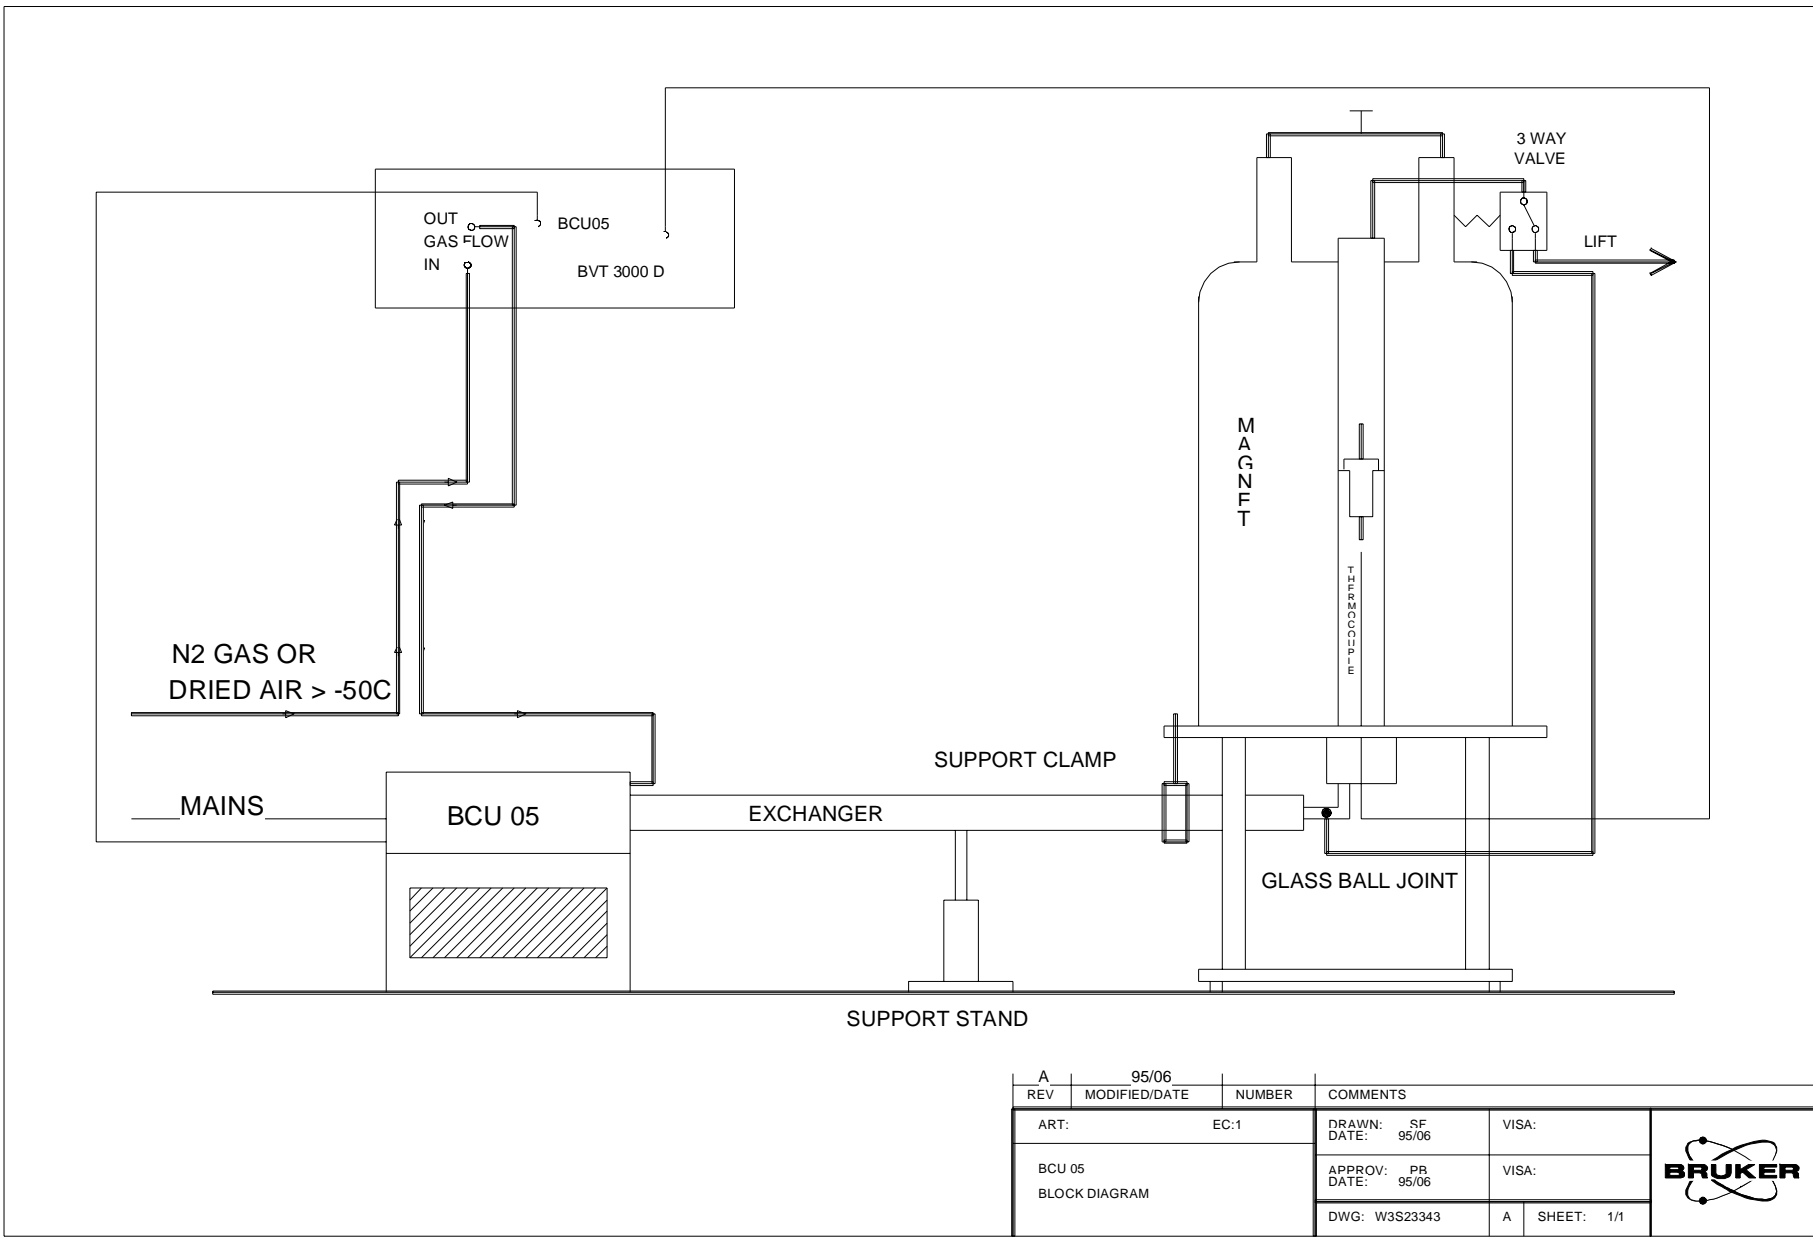 3 WAY
VALVE
OUT
GAS FLOW
IN
BCU05
BVT 3000 D
LIFT
MAGNET
THERMOCOUPLE
N2 GAS OR
DRIED AIR > -50C
SUPPORT CLAMP
MAINS
BCU 05
EXCHANGER
GLASS BALL JOINT
SUPPORT STAND
A 95/06
REV MODIFIED/DATE NUMBER COMMENTS
ART: EC:1
DRAWN: SF
DATE: 95/06
VISA:
BCU 05
BLOCK DIAGRAM
APPROV: PB
DATE: 95/06
VISA:
DWG: W3S23343 A SHEET: 1/1
BRUKER